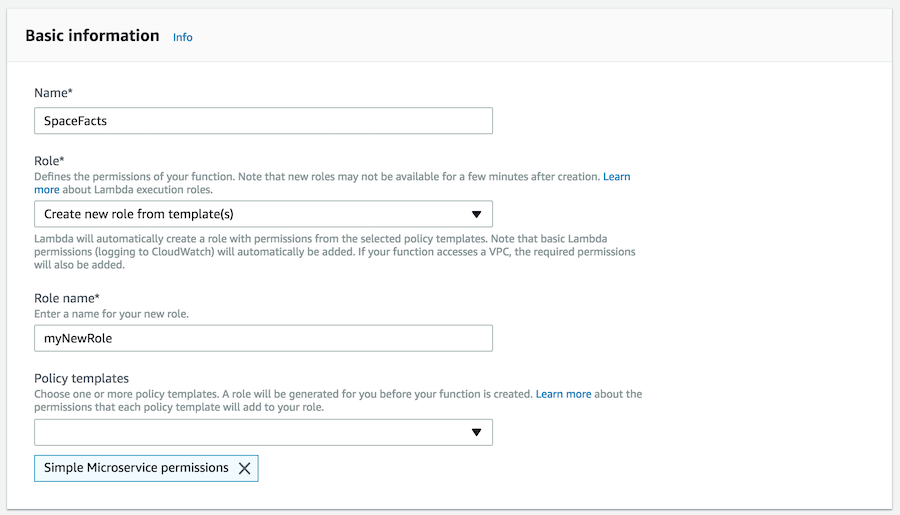 Basic information Info
Name*
SpaceFacts
Role*
Defines the permissions of your function. Note that new roles may not be available for a few minutes after creation. Learn
more about Lambda execution roles.
Create new role from template(s)
Lambda will automatically create a role with permissions from the selected policy templates. Note that basic Lambda
permissions (logging to CloudWatch) will automatically be added. If your function accesses a VPC, the required permissions
will also be added.
Role name*
Enter a name for your new role.
myNewRole
Policy templates
Choose one or more policy templates. A role will be generated for you before your function is created. Learn more about the
permissions that each policy template will add to your role.
Simple Microservice permissions